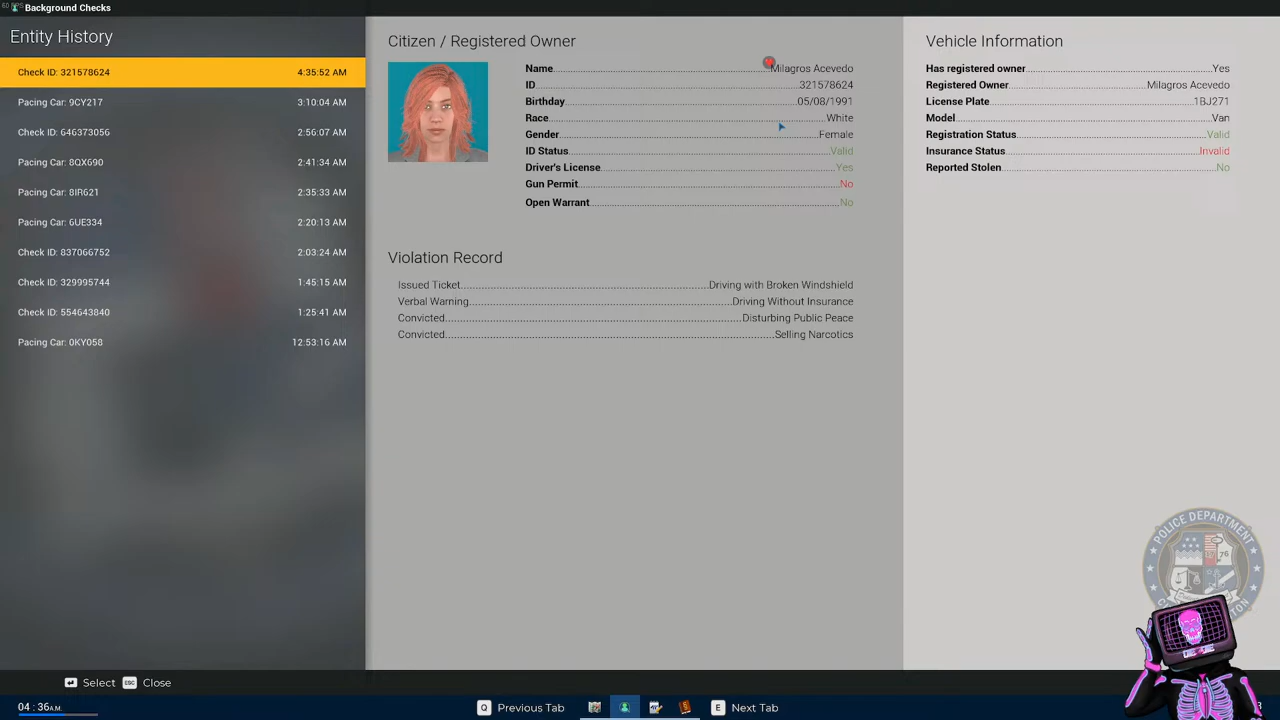 60 FPS
Background Checks
Entity History
Check ID: 321578624 4:35:52 AM
Pacing Car: 9CY217 3:10:04 AM
Check ID: 646373056 2:56:07 AM
Pacing Car: 8QX690 2:41:34 AM
Pacing Car: 8IRG21 2:35:33 AM
Pacing Car: 6UE334 2:20:13 AM
Check ID: 837066752 2:03:24 AM
Check ID: 329995744 1:45:15 AM
Check ID: 554643840 1:25:41 AM
Pacing Car: 0KY058 12:53:16 AM
Citizen / Registered Owner
Name Milagros Acevedo
ID 321578624
Birthday 05/08/1991
Race White
Gender Female
ID Status Valid
Driver's License Yes
Gun Permit No
Open Warrant No
Violation Record
Issued Ticket Driving with Broken Windshield
Verbal Warning Driving Without Insurance
Convicted Disturbing Public Peace
Convicted Selling Narcotics
Vehicle Information
Has registered owner Yes
Registered Owner Milagros Acevedo
License Plate 1BJ271
Model Van
Registration Status Valid
Insurance Status Invalid
Reported Stolen No
POLICE DEPARTMENT
17 76
Select ESC Close
04 : 36 A.M.
Q Previous Tab E Next Tab